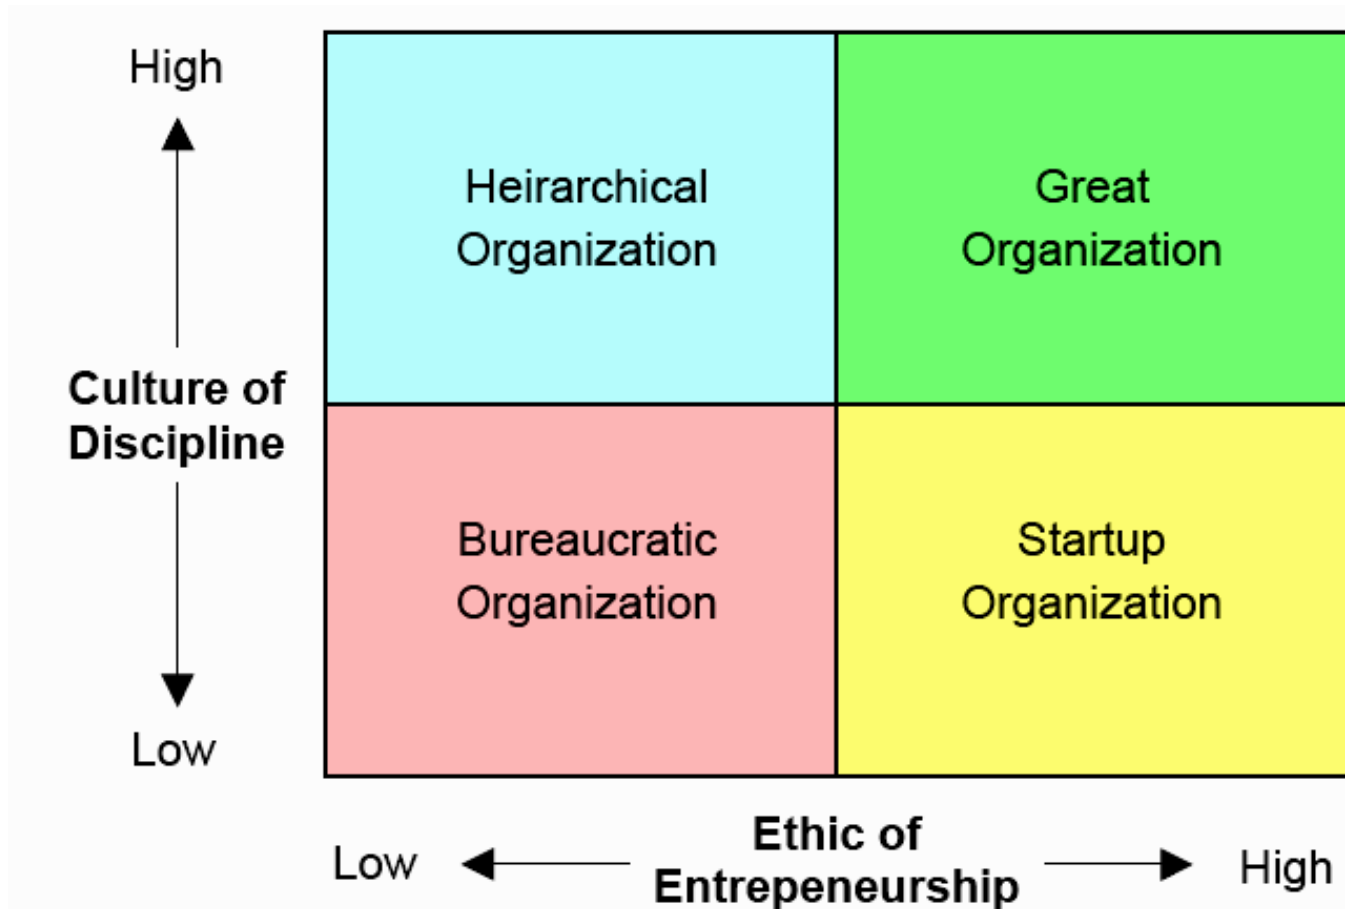 High
Heirarchical
Organization
Great
Organization
Culture of
Discipline
Bureaucratic
Organization
Startup
Organization
Low
Low
Ethic of
Entrepeneurship
High